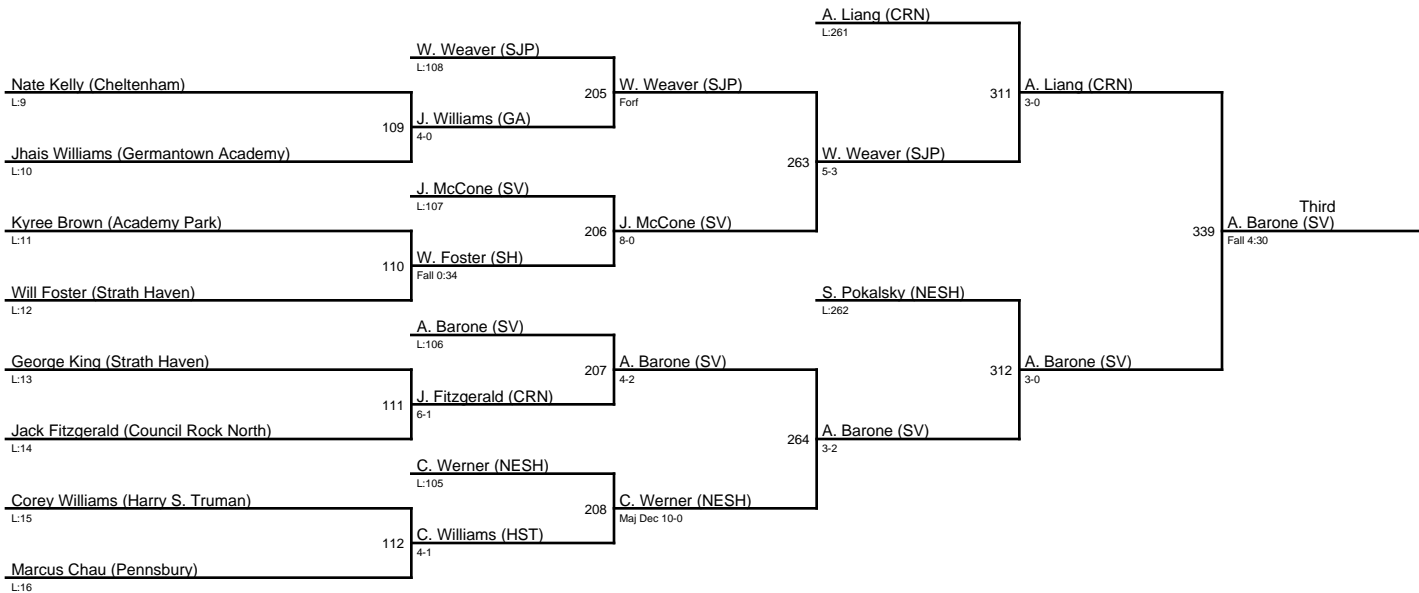 A. Liang (CRN)
L:261
W. Weaver (SJP)
L:108
Nate Kelly (Cheltenham)
L:9
205
W. Weaver (SJP)
Forf
311
A. Liang (CRN)
3-0
109
J. Williams (GA)
4-0
Jhais Williams (Germantown Academy)
L:10
263
W. Weaver (SJP)
5-3
J. McCone (SV)
L:107
Kyree Brown (Academy Park)
L:11
206
J. McCone (SV)
8-0
339
Third
A. Barone (SV)
Fall 4:30
110
W. Foster (SH)
Fall 0:34
Will Foster (Strath Haven)
L:12
S. Pokalsky (NESH)
L:262
A. Barone (SV)
L:106
George King (Strath Haven)
L:13
207
A. Barone (SV)
4-2
312
A. Barone (SV)
3-0
111
J. Fitzgerald (CRN)
6-1
Jack Fitzgerald (Council Rock North)
L:14
264
A. Barone (SV)
3-2
C. Werner (NESH)
L:105
Corey Williams (Harry S. Truman)
L:15
208
C. Werner (NESH)
Maj Dec 10-0
112
C. Williams (HST)
4-1
Marcus Chau (Pennsbury)
L:16